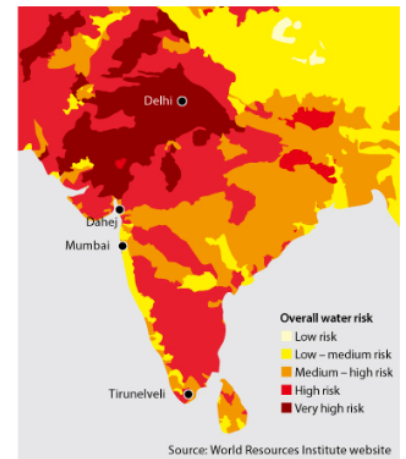 Delhi
Dahej
Mumbai
Tirunelveli
Overall water risk
Low risk
Low – medium risk
Medium – high risk
High risk
Very high risk
Source: World Resources Institute website